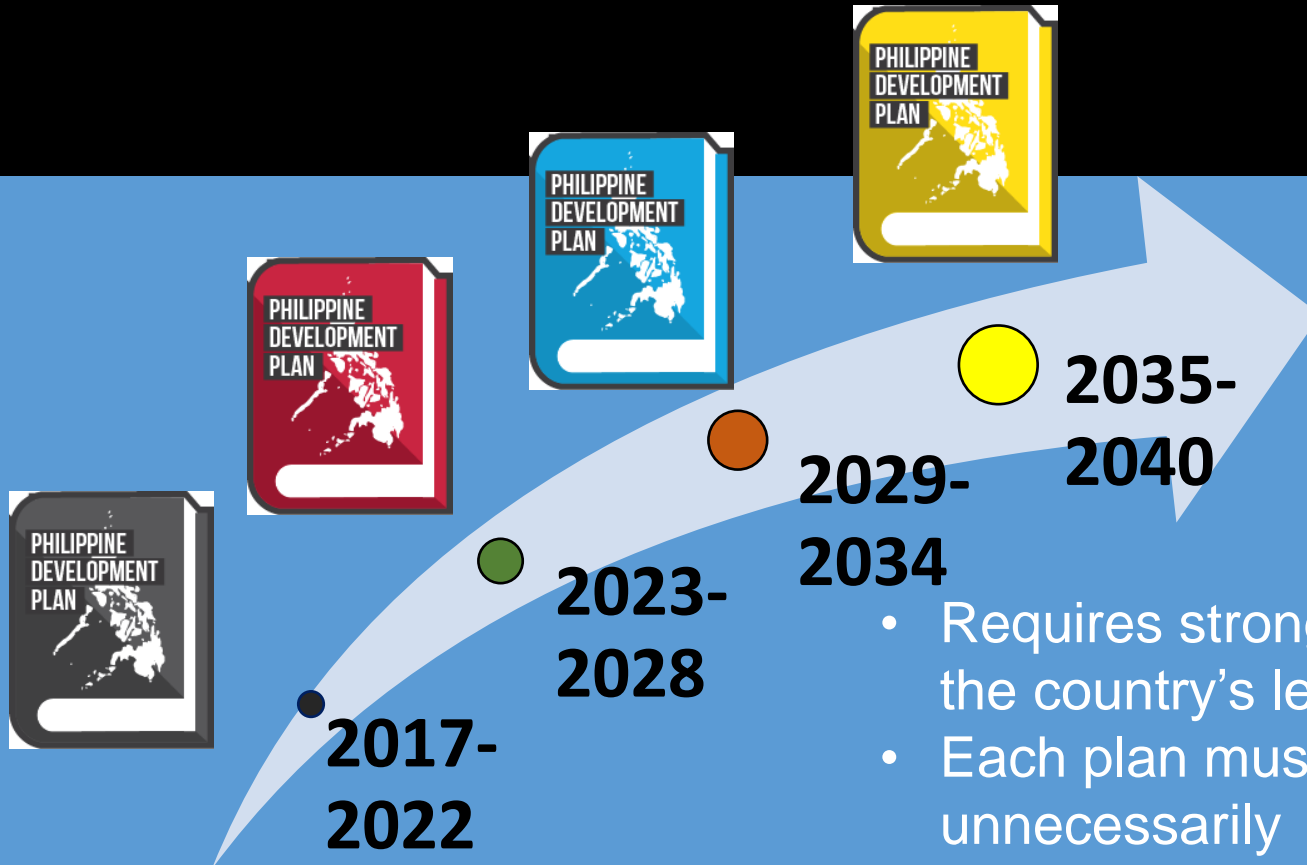 PHILIPPINE
DEVELOPMENT
PLAN
PHILIPPINE
DEVELOPMENT
PLAN
PHILIPPINE
DEVELOPMENT
PLAN
PHILIPPINE
DEVELOPMENT
PLAN
2035-
2040
2029-
2034
2023-
2028
2017-
2022
• Requires strong
the country’s le
• Each plan mus
unnecessarily